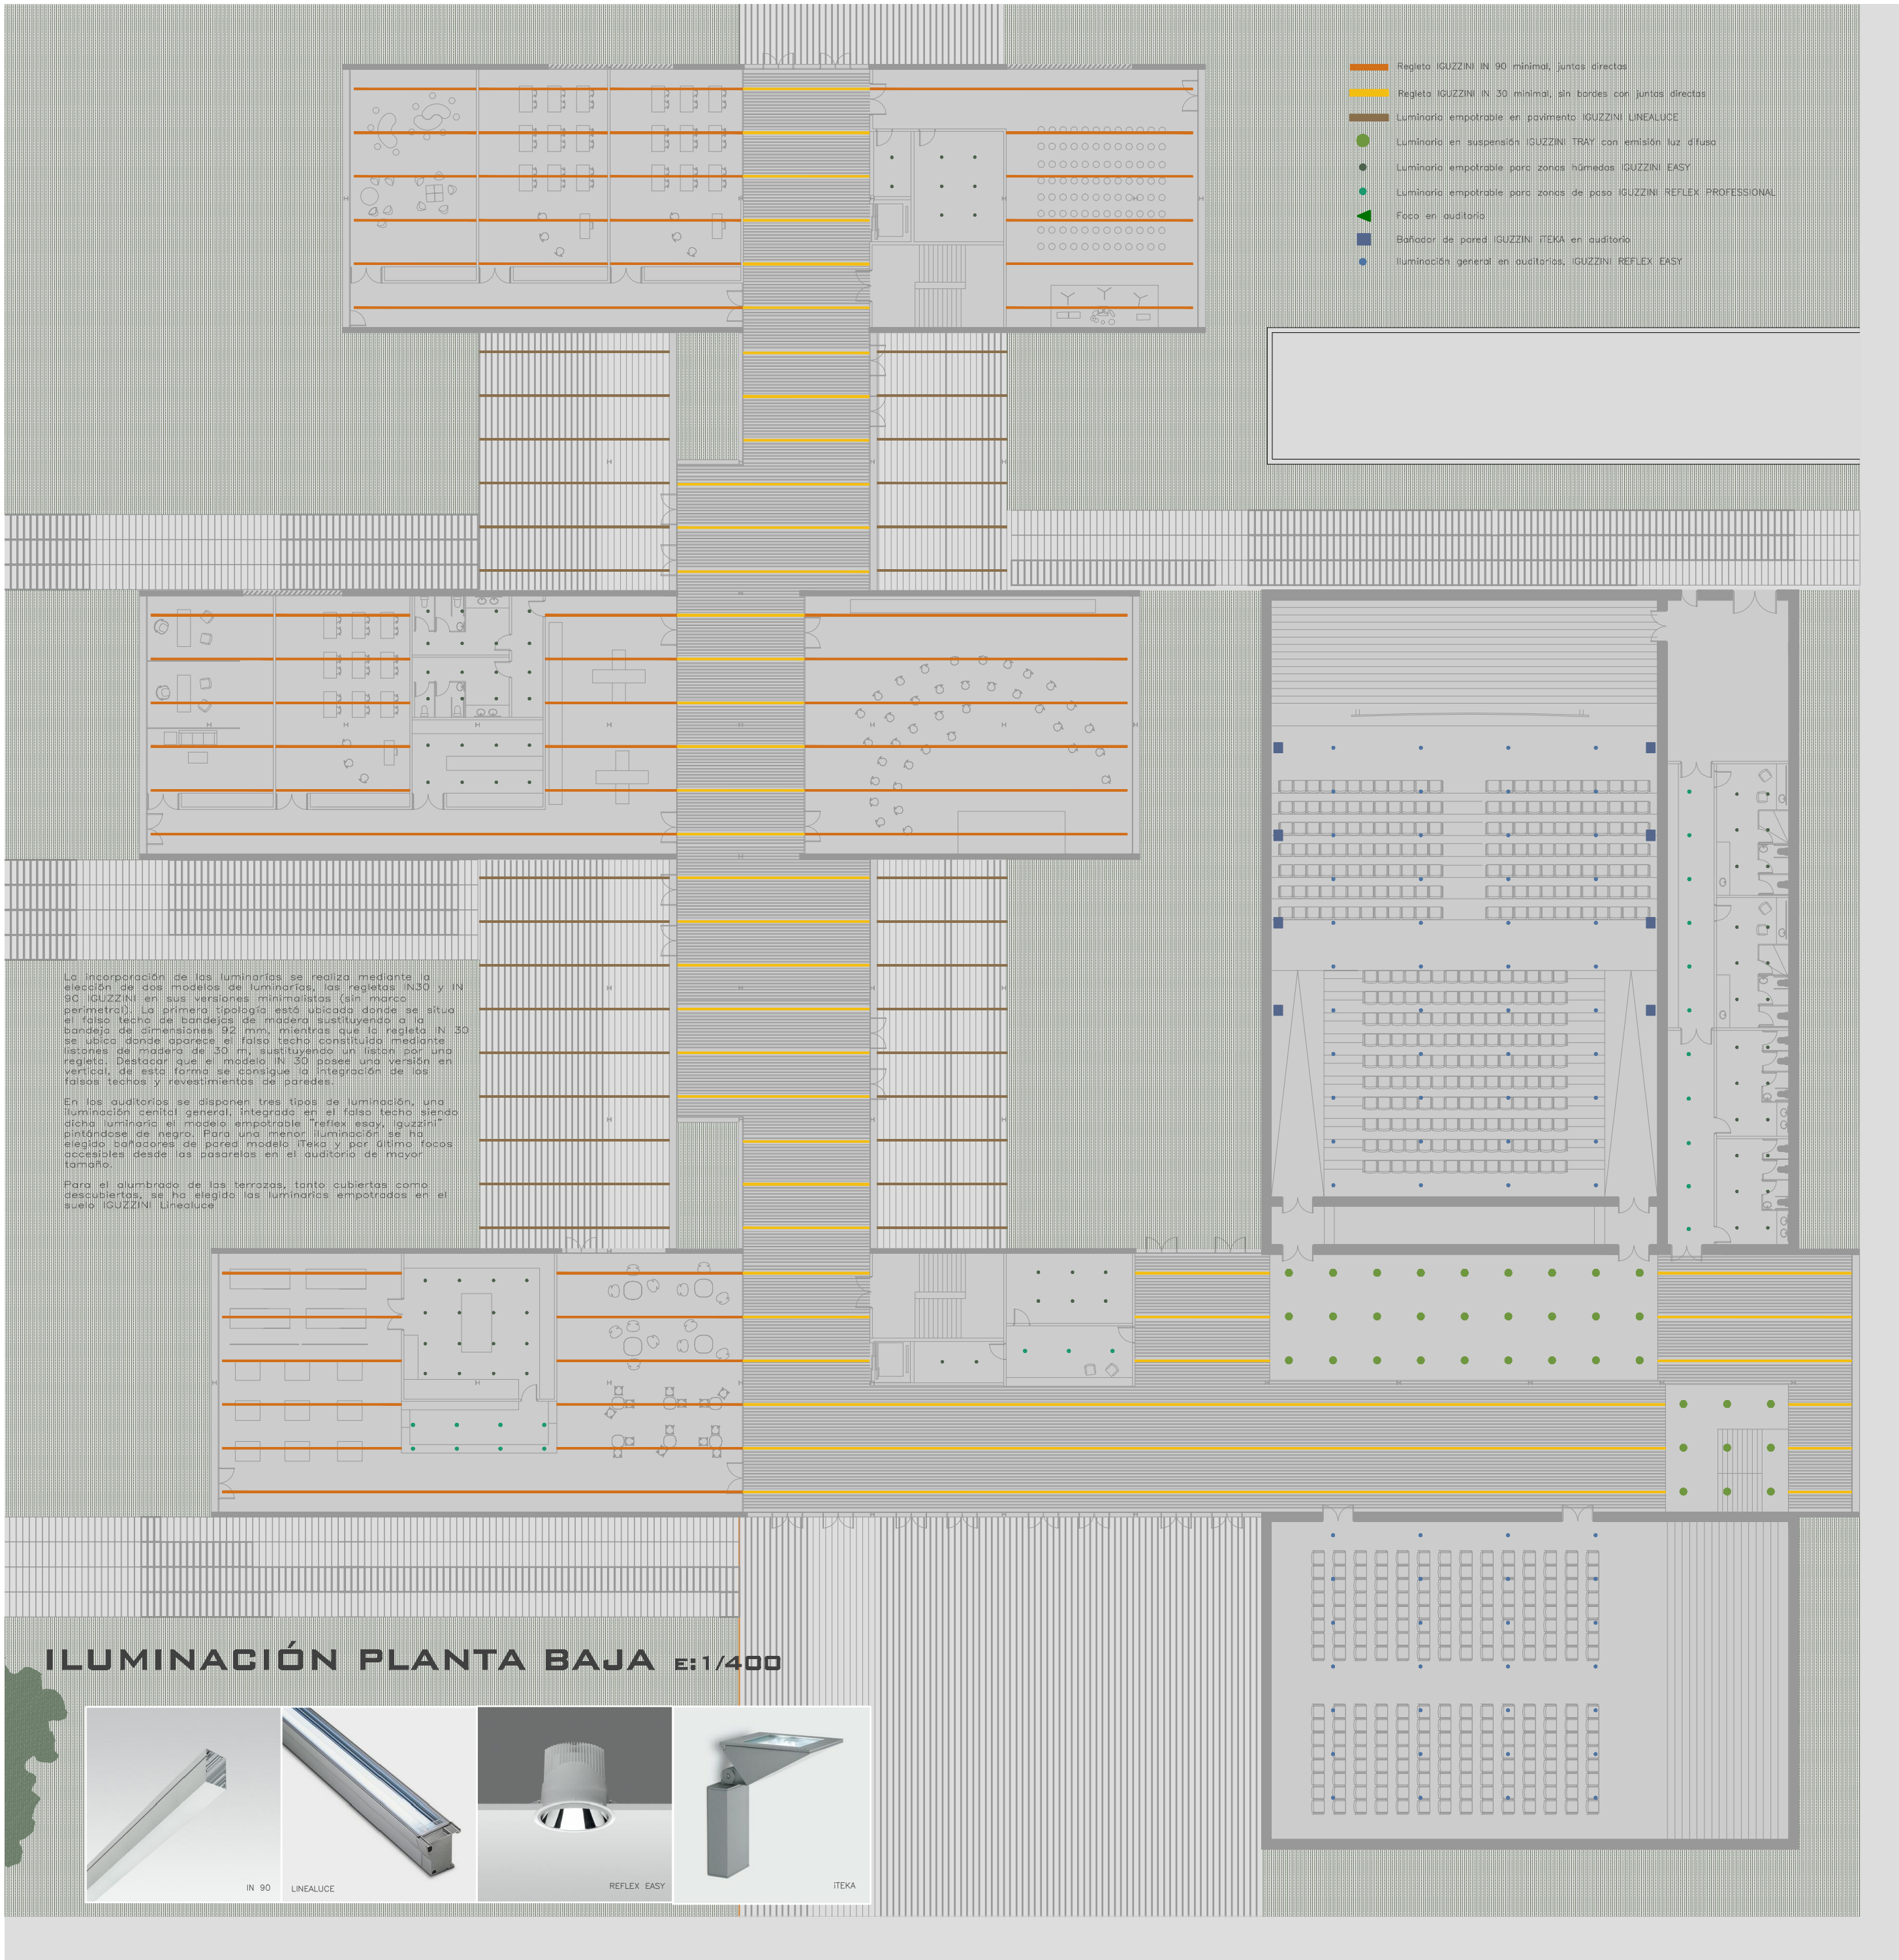 Regleta IGUZZINI IN 90 minimal, juntas directas
Regleta IGUZZINI IN 30 minimal, sin bordes con juntas directas
Luminaria empotrable en pavimento IGUZZINI LINEALUCE
Luminaria en suspensión IGUZZINI TRAY con emisión luz difusa
Luminaria empotrable para zonas húmedas IGUZZINI EASY
Luminaria empotrable para zonas de paso IGUZZINI REFLEX PROFESSIONAL
Foco en auditorio
Bañador de pared IGUZZINI iTEKA en auditorio
Iluminación general en auditorios, IGUZZINI REFLEX EASY
La incorporación de las luminarias se realiza mediante la
elección de dos modelos de luminarias, las regletas IN30 y IN
90 IGUZZINI en sus versiones minimalistas (sin marco
perimetral). La primera tipología está ubicada donde se situa
el falso techo de bandejas de madera sustituyendo a la
bandeja de dimensiones 92 mm, mientras que la regleta IN 30
se ubica donde aparece el falso techo constituido mediante
listones de madera de 30 m, sustituyendo un liston por una
regleta. Destacar que el modelo IN 30 posee una versión en
vertical, de esta forma se consigue la integración de los
falsos techos y revestimientos de paredes.
En los auditorios se disponen tres tipos de luminación, una
iluminación cenital general, integrada en el falso techo siendo
dicha luminaria el modelo empotrable "reflex esay, iguzzini"
pintándose de negro. Para una menor iluminación se ha
elegido bañadores de pared modelo iTeka y por último focos
accesibles desde las pasarelas en el auditorio de mayor
tamaño.
Para el alumbrado de las terrazas, tanto cubiertas como
descubiertas, se ha elegido las luminarias empotradas en el
suelo IGUZZINI Linealuce
ILUMINACIÓN PLANTA BAJA E:1/400
IN 90
LINEALUCE
REFLEX EASY
iTEKA